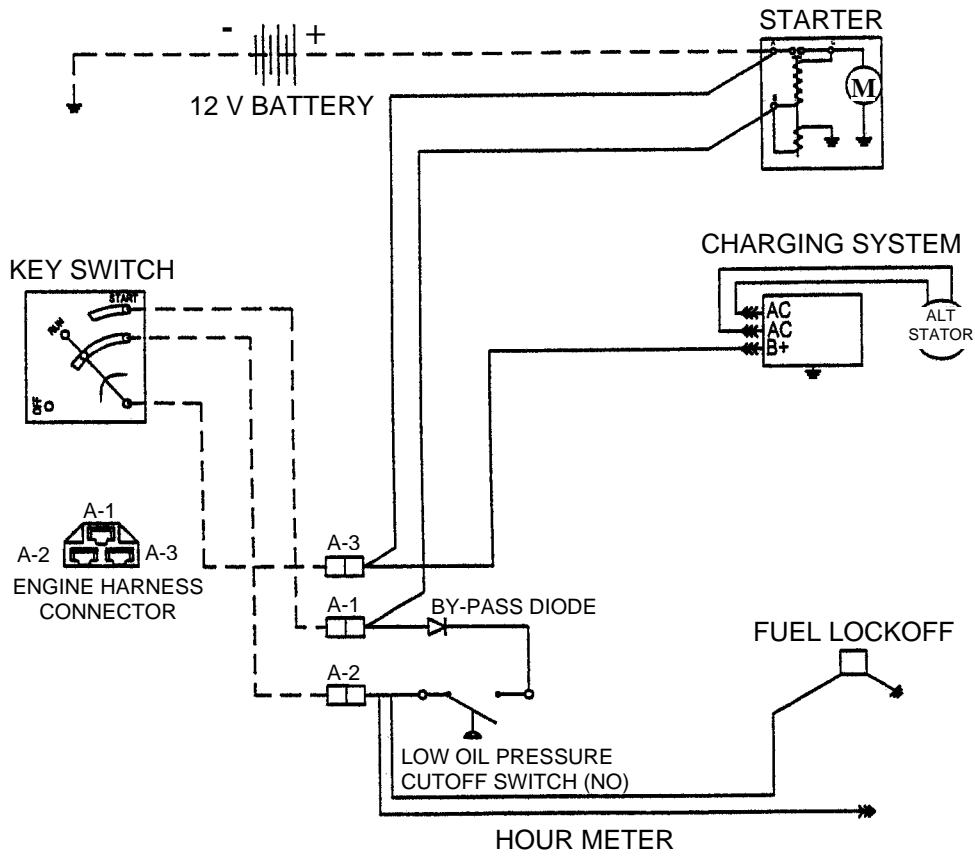 STARTER
- +
12 V BATTERY
M
CHARGING SYSTEM
KEY SWITCH
START
RUN
OFF
AC
AC
B+
ALT
STATOR
A-1
A-2
A-3
ENGINE HARNESS
CONNECTOR
A-3
A-1
BY-PASS DIODE
A-2
FUEL LOCKOFF
LOW OIL PRESSURE
CUTOFF SWITCH (NO)
HOUR METER